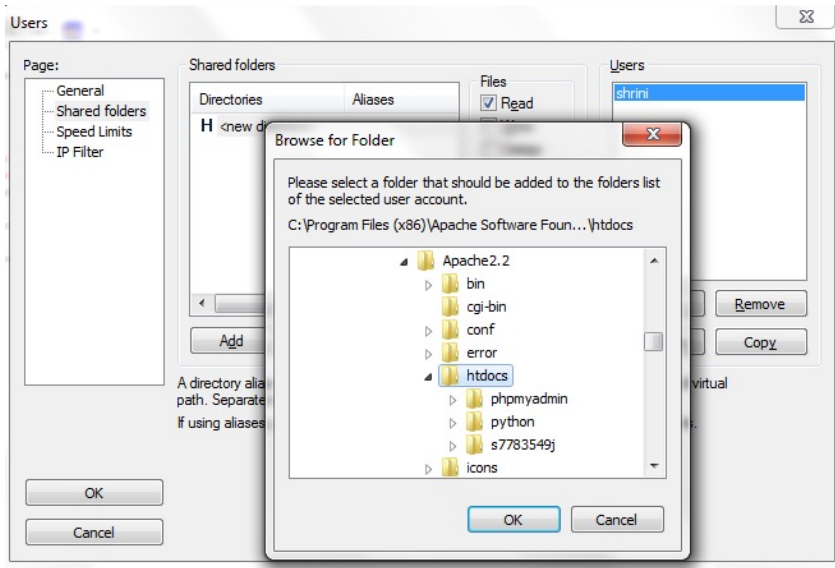 Users
Page:
General
Shared folders
Speed Limits
IP Filter
Shared folders
Directories Aliases
H <new di
Files
Read
Users
shrini
Browse for Folder
Please select a folder that should be added to the folders list
of the selected user account.
C:\Program Files (x86)\Apache Software Foun...\htdocs
Apache2.2
bin
cgi-bin
conf
error
htdocs
phpmyadmin
python
s7783549j
icons
OK Cancel
Add
Remove
Copy
A directory alia virtual
path. Separate
If using aliases
OK
Cancel